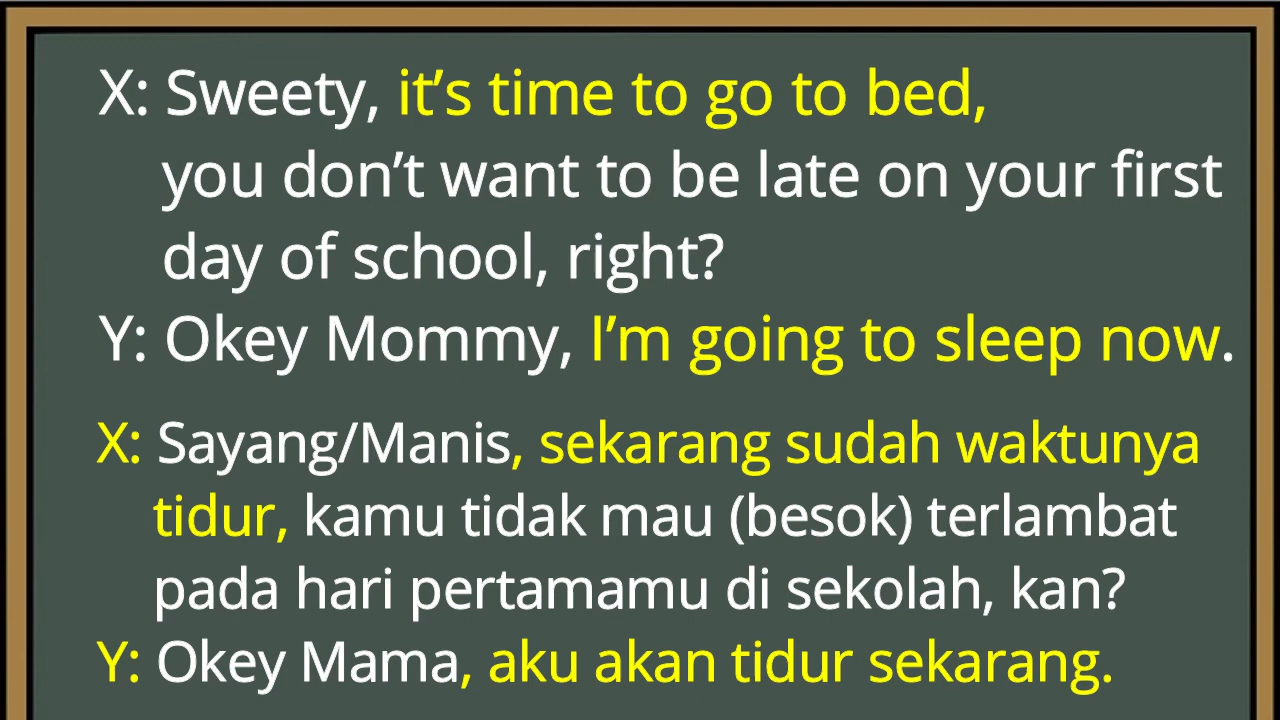 X: Sweety, it's time to go to bed,
you don't want to be late on your first
day of school, right?
Y: Okey Mommy, I'm going to sleep now.
X: Sayang/Manis, sekarang sudah waktunya
tidur, kamu tidak mau (besok) terlambat
pada hari pertamamu di sekolah, kan?
Y: Okey Mama, aku akan tidur sekarang.